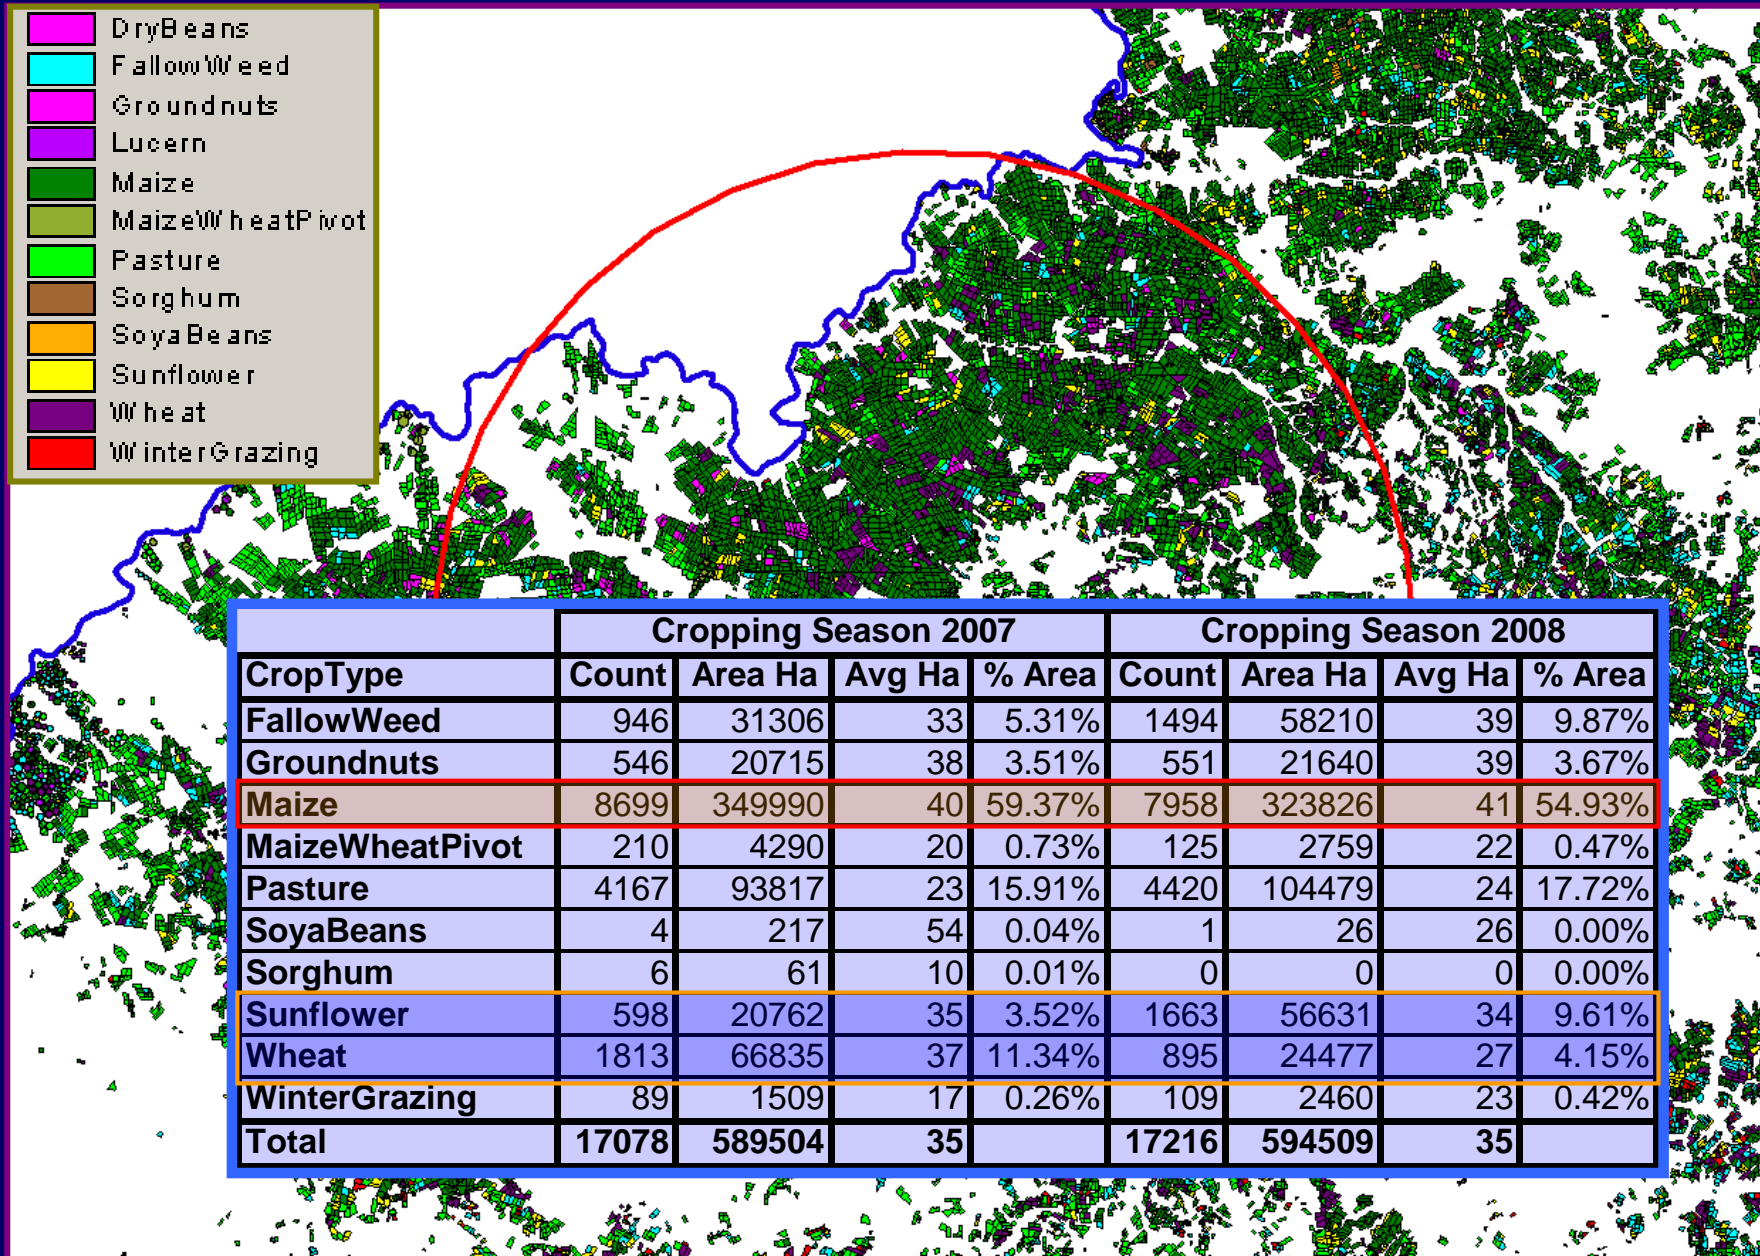 DryBeans
FallowWeed
Groundnuts
Lucern
Maize
MaizeWheatPivot
Pasture
Sorghum
SoyaBeans
Sunflower
Wheat
WinterGrazing
Cropping Season 2007 Cropping Season 2008
CropType Count Area Ha Avg Ha % Area Count Area Ha Avg Ha % Area
FallowWeed 946 31306 33 5.31% 1494 58210 39 9.87%
Groundnuts 546 20715 38 3.51% 551 21640 39 3.67%
Maize 8699 349990 40 59.37% 7958 323826 41 54.93%
MaizeWheatPivot 210 4290 20 0.73% 125 2759 22 0.47%
Pasture 4167 93817 23 15.91% 4420 104479 24 17.72%
SoyaBeans 4 217 54 0.04% 1 26 26 0.00%
Sorghum 6 61 10 0.01% 0 0 0 0.00%
Sunflower 598 20762 35 3.52% 1663 56631 34 9.61%
Wheat 1813 66835 37 11.34% 895 24477 27 4.15%
WinterGrazing 89 1509 17 0.26% 109 2460 23 0.42%
Total 17078 589504 35 17216 594509 35